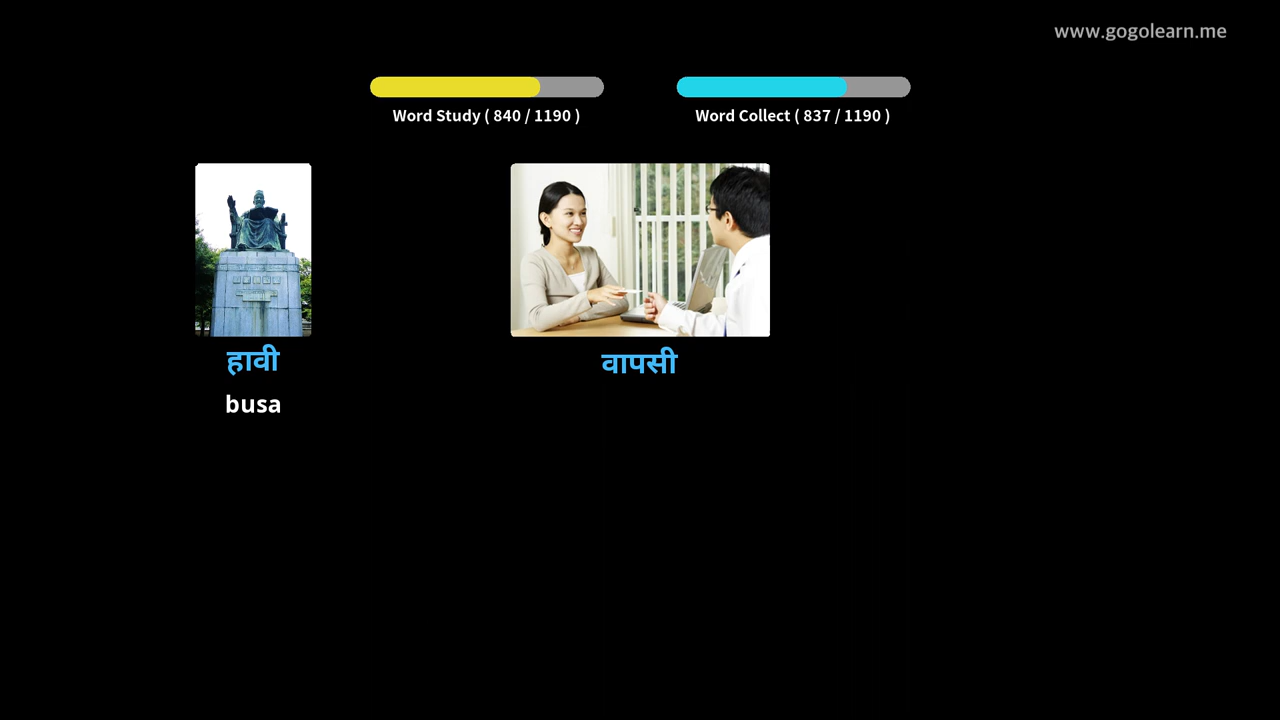 www.gogolearn.me
Word Study ( 840 / 1190 )
Word Collect ( 837 / 1190 )
हावी
busa
वापसी